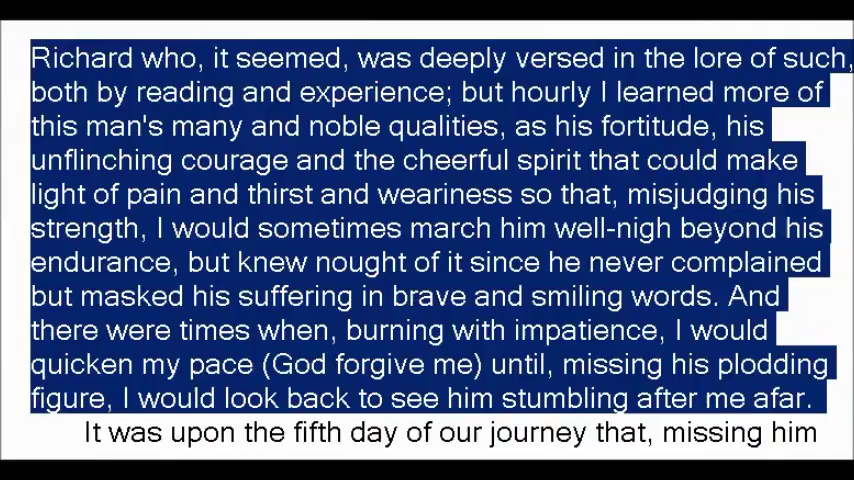 Richard who, it seemed, was deeply versed in the lore of such,
both by reading and experience; but hourly I learned more of
this man's many and noble qualities, as his fortitude, his
unflinching courage and the cheerful spirit that could make
light of pain and thirst and weariness so that, misjudging his
strength, I would sometimes march him well-nigh beyond his
endurance, but knew nought of it since he never complained
but masked his suffering in brave and smiling words. And
there were times when, burning with impatience, I would
quicken my pace (God forgive me) until, missing his plodding
figure, I would look back to see him stumbling after me afar.
It was upon the fifth day of our journey that, missing him